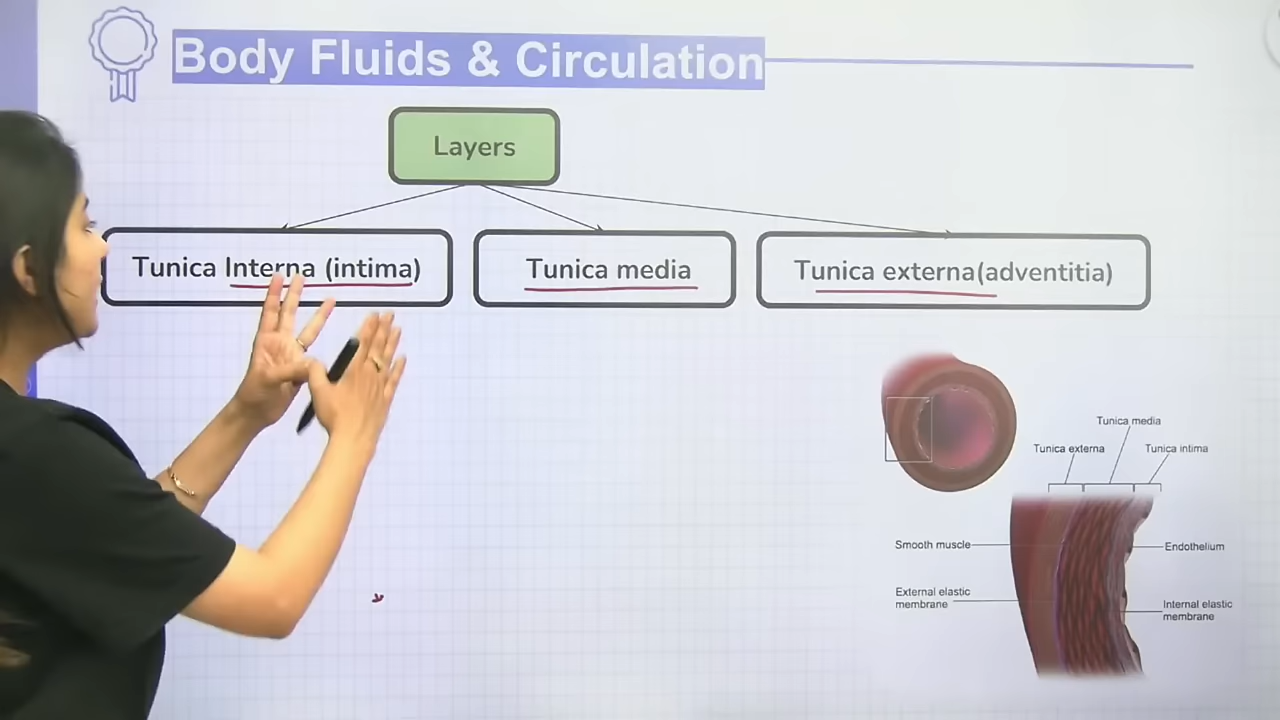 Body Fluids & Circulation
Layers
Tunica Interna (intima)
Tunica media
Tunica externa(adventitia)
Tunica media
Tunica externa
Tunica intima
Smooth muscle
Endothelium
External elastic
membrane
Internal elastic
membrane